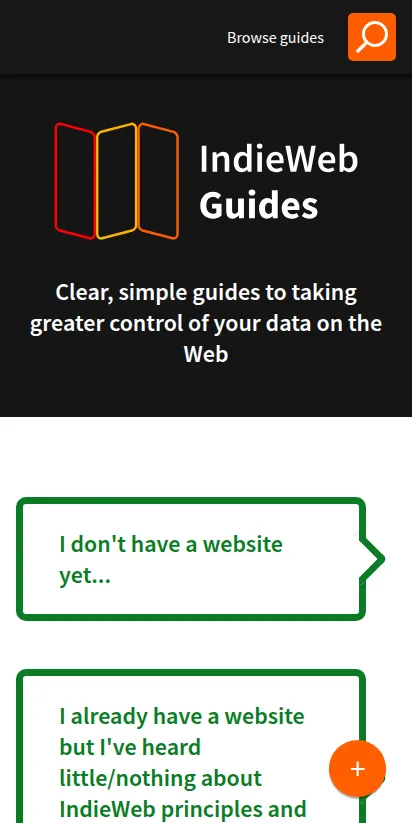 Browse guides
IndieWeb
Guides
Clear, simple guides to taking
greater control of your data on the
Web
I don't have a website
yet...
I already have a website
but I've heard
little/nothing about
IndieWeb principles and
+